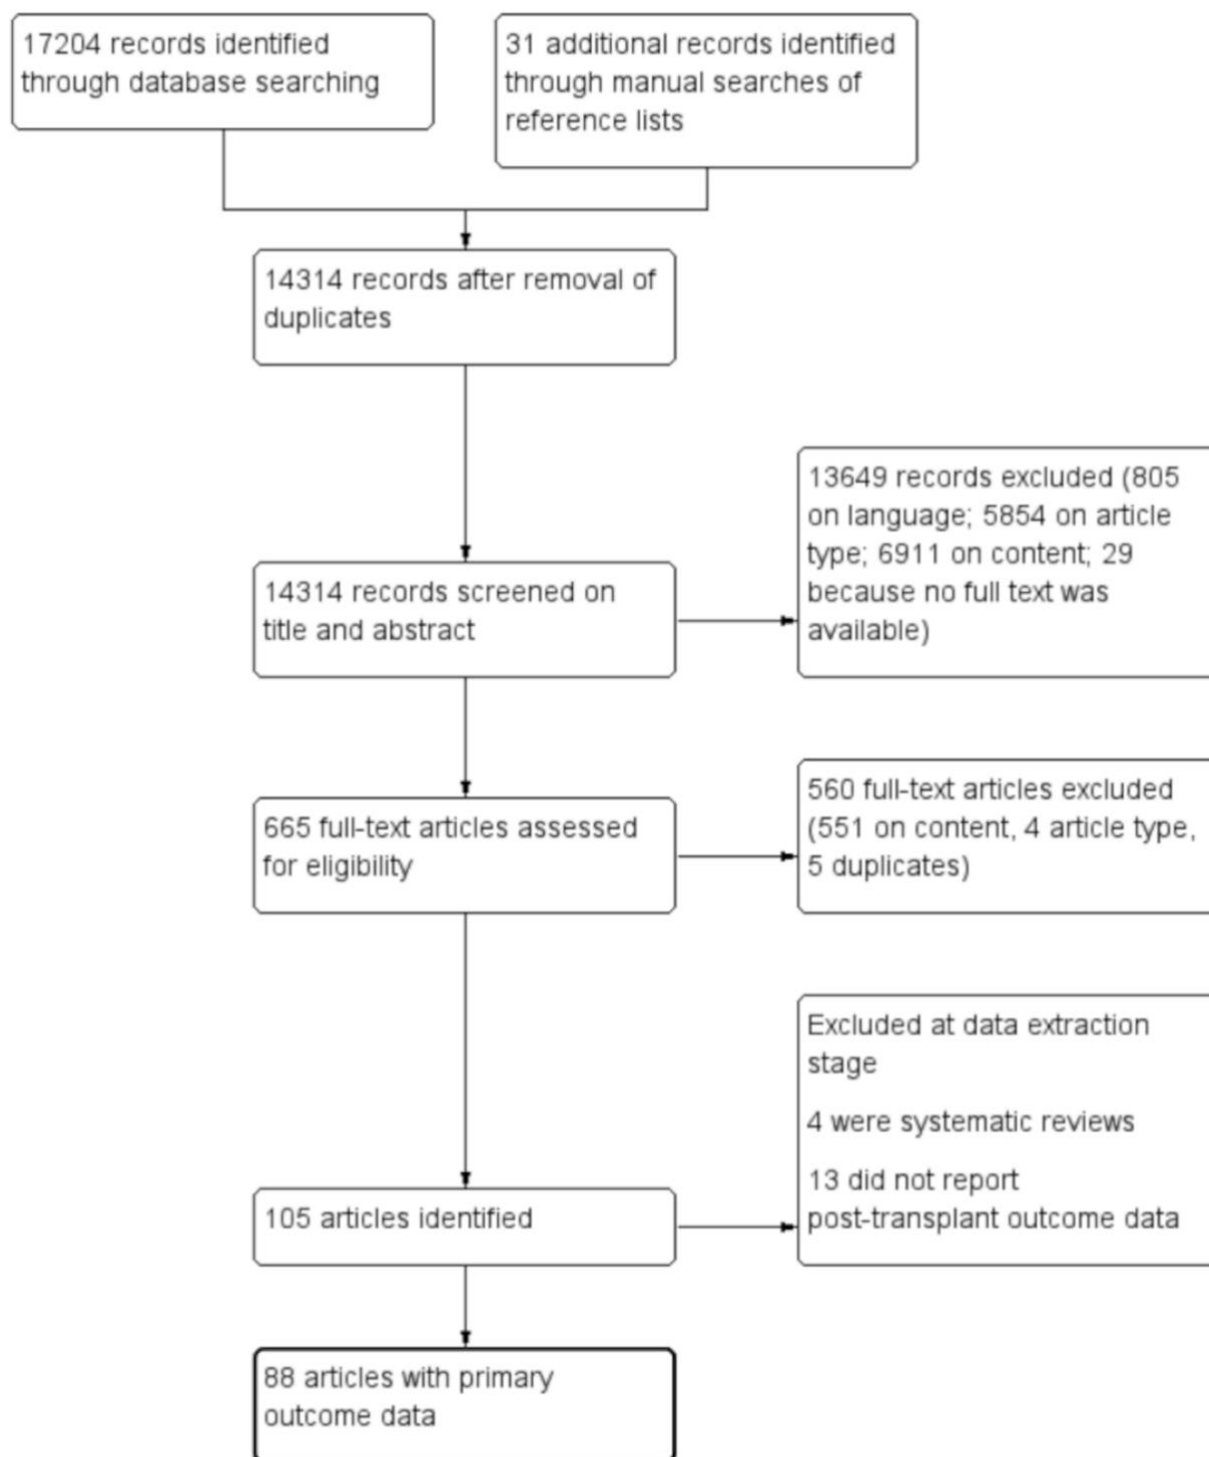 17204 records identified
through database searching
31 additional records identified
through manual searches of
reference lists
14314 records after removal of
duplicates
13649 records excluded (805
on language; 5854 on article
type; 6911 on content; 29
because no full text was
available)
14314 records screened on
title and abstract
560 full-text articles excluded
(551 on content, 4 article type,
5 duplicates)
665 full-text articles assessed
for eligibility
Excluded at data extraction
stage
4 were systematic reviews
13 did not report
post-transplant outcome data
105 articles identified
88 articles with primary
outcome data